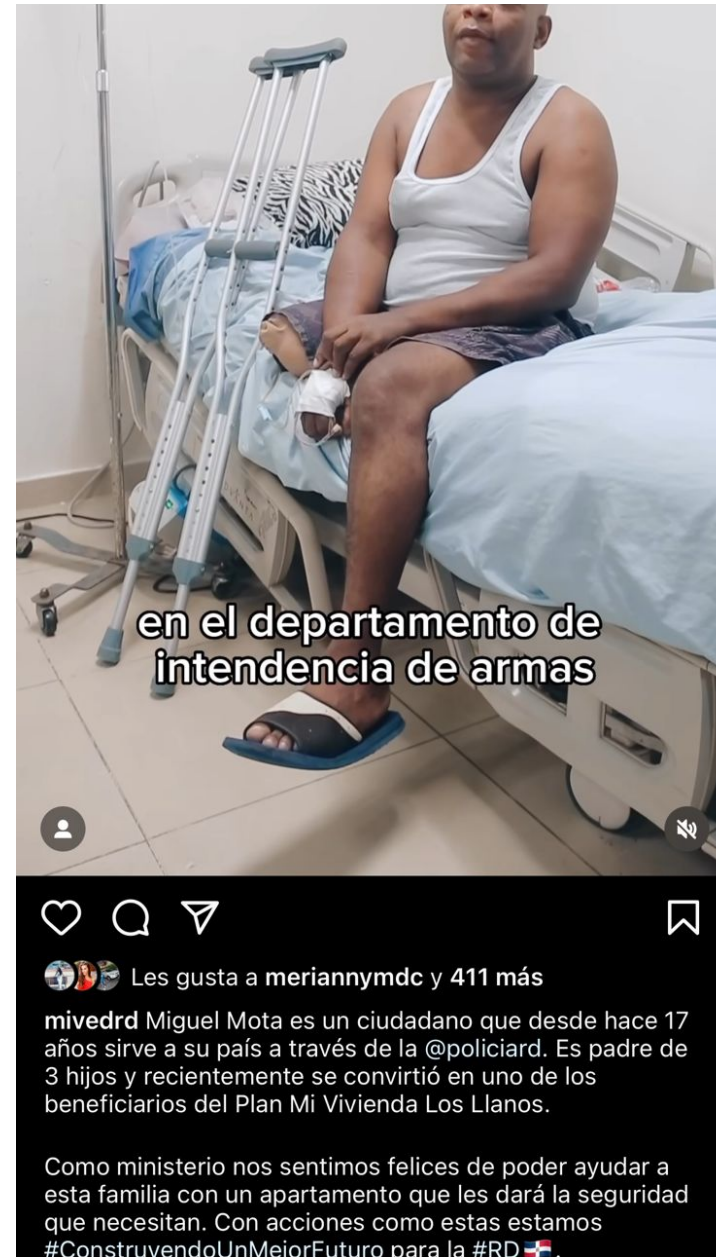 en el departamento de
intendencia de armas
Les gusta a meriannymdc y 411 más
mivedrd Miguel Mota es un ciudadano que desde hace 17
años sirve a su país a través de la @policiard. Es padre de
3 hijos y recientemente se convirtió en uno de los
beneficiarios del Plan Mi Vivienda Los Llanos.
Como ministerio nos sentimos felices de poder ayudar a
esta familia con un apartamento que les dará la seguridad
que necesitan. Con acciones como estas estamos
#ConstruyendoUnMejorFuturo para la #RD🇩🇴.